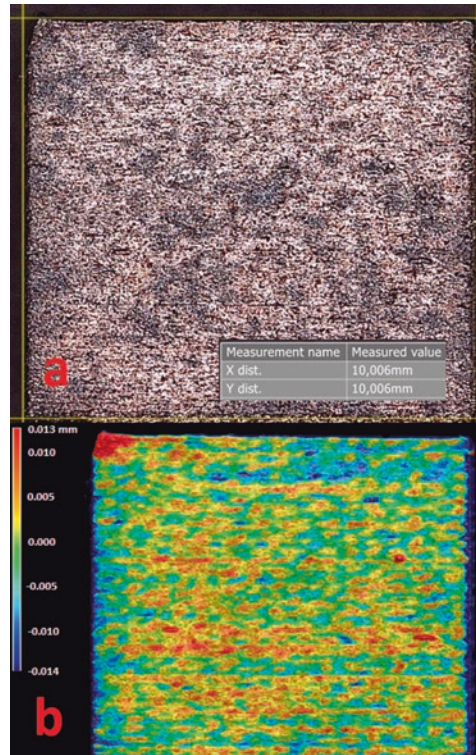 Measurement name Measured value
X dist. 10,006mm
Y dist. 10,006mm
a
0.013 mm
0.010
0.005
0.000
-0.005
-0.010
-0.014
b